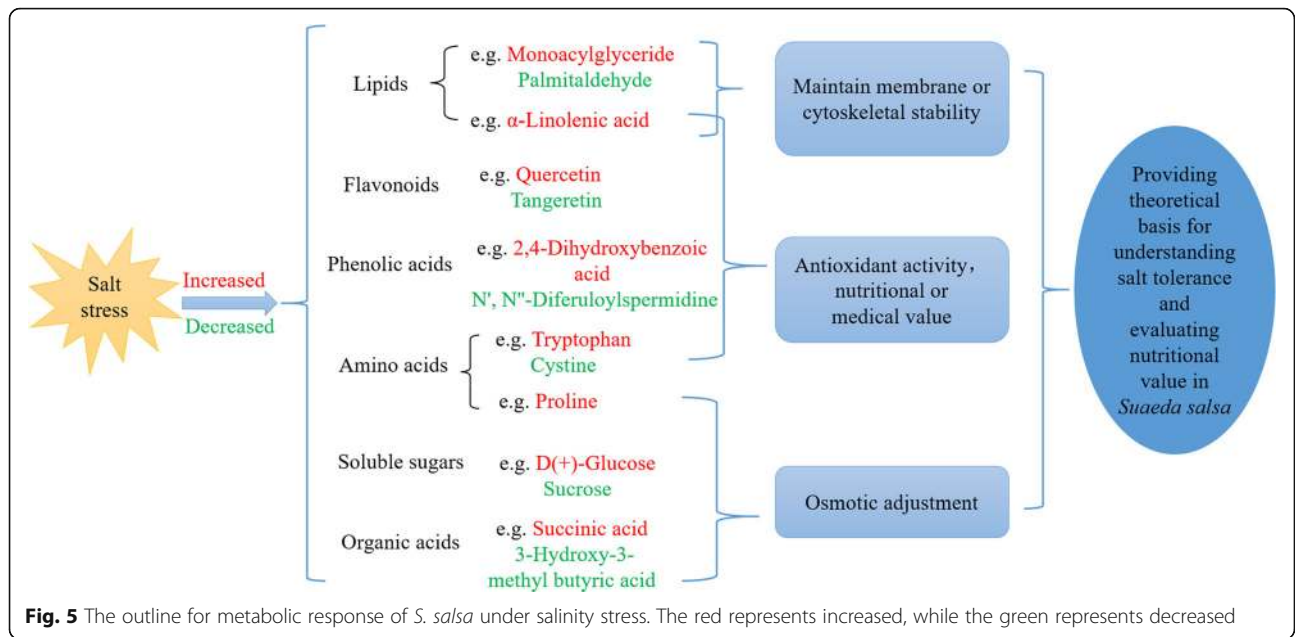 Salt
stress
Increased
Decreased
Lipids
e.g. Monoacylglyceride
Palmitaldehyde
e.g. α-Linolenic acid
Flavonoids
e.g. Quercetin
Tangeretin
Phenolic acids
e.g. 2,4-Dihydroxybenzoic
acid
N', N"-Diferuloylspermidine
Amino acids
e.g. Tryptophan
Cystine
e.g. Proline
Soluble sugars
e.g. D(+)-Glucose
Sucrose
Organic acids
e.g. Succinic acid
3-Hydroxy-3-
methyl butyric acid
Maintain membrane or
cytoskeletal stability
Antioxidant activity，
nutritional or
medical value
Osmotic adjustment
Providing
theoretical
basis for
understanding
salt tolerance
and
evaluating
nutritional
value in
Suaeda salsa
Fig. 5 The outline for metabolic response of S. salsa under salinity stress. The red represents increased, while the green represents decreased